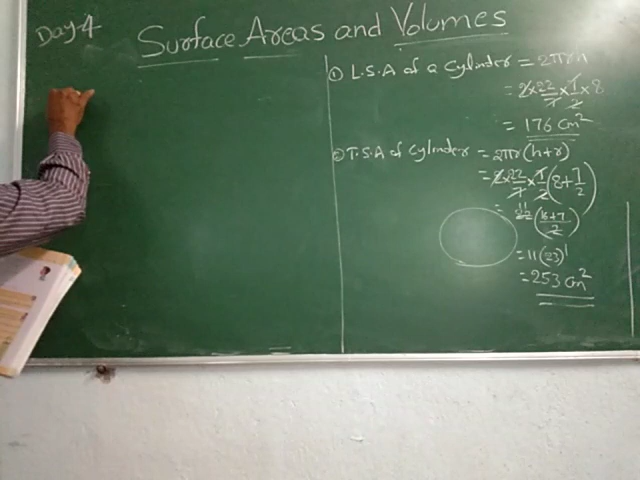 Day-4
Surface Areas and Volumes
① L.S.A of a cylinder = 2πrh
= 2×22/7×7/2×8
= 176 cm²
② T.S.A of cylinder = 2πr(h+r)
= 2×22/7×7/2(8+7/2)
= 22 11(16+7/2)
= 11(23)
= 253 cm²